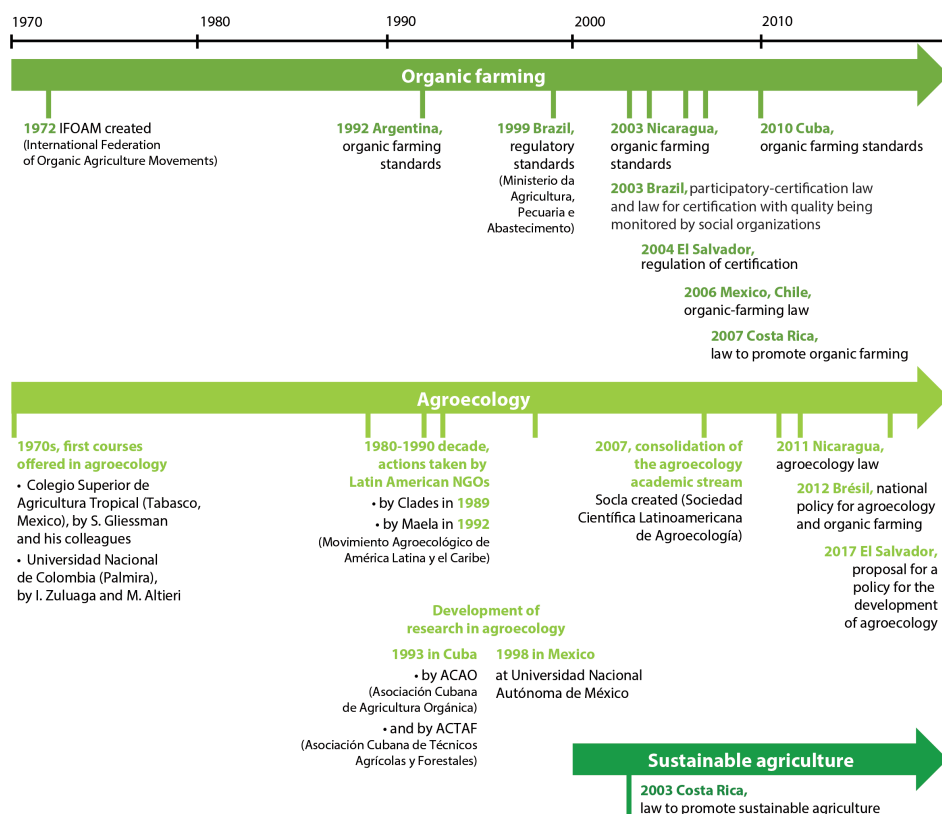 1970
1980
1990
2000
2010
Organic farming
1972 IFOAM created
(International Federation
of Organic Agriculture Movements)
1992 Argentina,
organic farming
standards
1999 Brazil,
regulatory
standards
(Ministerio da
Agricultura,
Pecuaria e
Abastecimento)
2003 Nicaragua,
organic farming
standards
2003 Brazil, participatory-certification law
and law for certification with quality being
monitored by social organizations
2004 El Salvador,
regulation of certification
2006 Mexico, Chile,
organic-farming law
2007 Costa Rica,
law to promote organic farming
2010 Cuba,
organic farming standards
Agroecology
1970s, first courses
offered in agroecology
• Colegio Superior de
Agricultura Tropical (Tabasco,
Mexico), by S. Gliessman
and his colleagues
• Universidad Nacional
de Colombia (Palmira),
by I. Zuluaga and M. Altieri
1980-1990 decade,
actions taken by
Latin American NGOs
• by Clades in 1989
• by Maela in 1992
(Movimiento Agroecológico de
América Latina y el Caribe)
Development of
research in agroecology
1993 in Cuba
• by ACAO
(Asociación Cubana
de Agricultura Orgánica)
• and by ACTAF
(Asociación Cubana de Técnicos
Agrícolas y Forestales)
1998 in Mexico
at Universidad Nacional
Autónoma de México
2007, consolidation of
the agroecology
academic stream
Socla created (Sociedad
Científica Latinoamericana
de Agroecología)
2011 Nicaragua,
agroecology law
2012 Brésil, national
policy for agroecology
and organic farming
2017 El Salvador,
proposal for a
policy for the
development
of agroecology
Sustainable agriculture
2003 Costa Rica,
law to promote sustainable agriculture